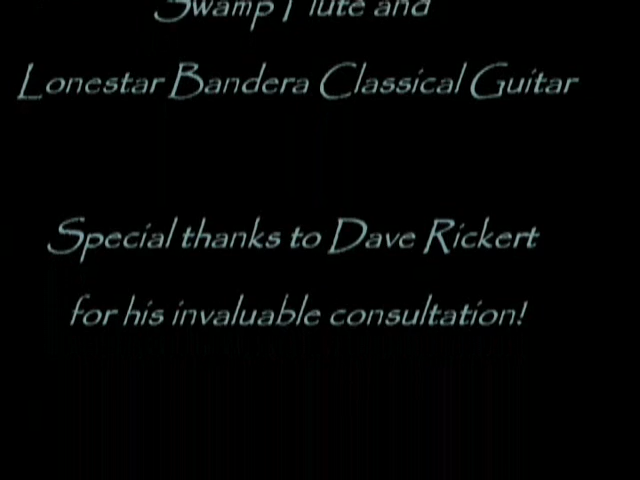 Swamp Flute and
Lonestar Bandera Classical Guitar
Special thanks to Dave Rickert
for his invaluable consultation!